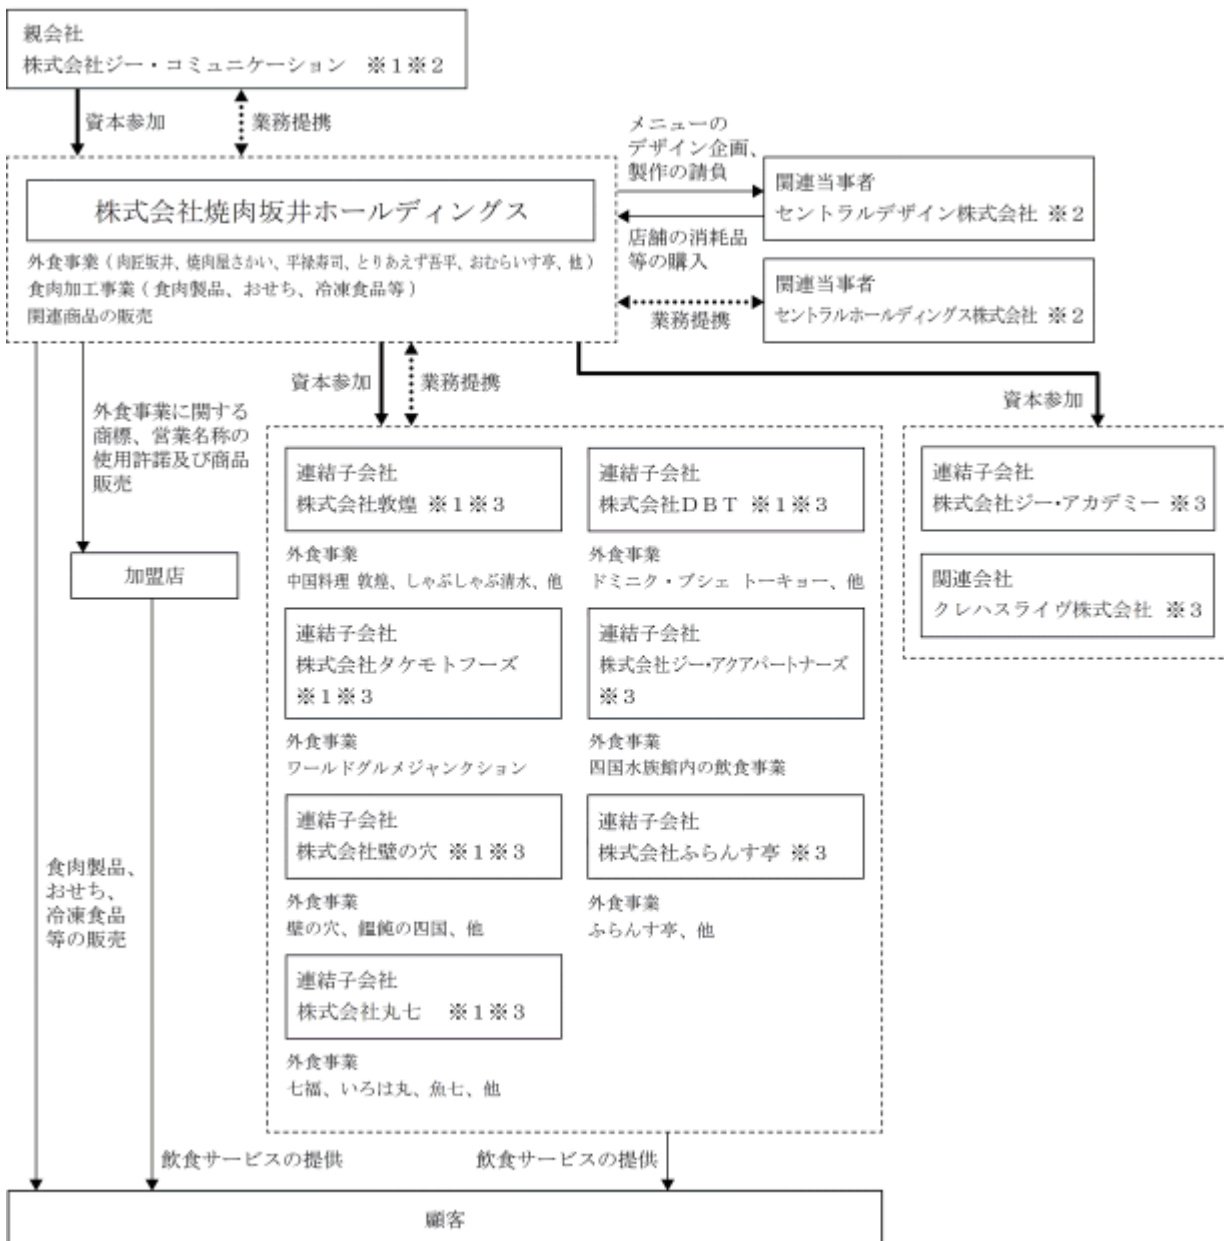 親会社
株式会社ジー・コミュニケーション ※1※2
資本参加
業務提携
株式会社焼肉坂井ホールディングス
外食事業（肉匠坂井、焼肉屋さかい、平禄寿司、とりあえず吾平、おむらいす亭、他）
食肉加工事業（食肉製品、おせち、冷凍食品等）
関連商品の販売
メニューの
デザイン企画、
製作の請負
店舗の消耗品
等の購入
関連当事者
セントラルデザイン株式会社 ※2
業務提携
関連当事者
セントラルホールディングス株式会社 ※2
資本参加
業務提携
資本参加
外食事業に関する
商標、営業名称の
使用許諾及び商品
販売
加盟店
連結子会社
株式会社敦煌 ※1※3
外食事業
中国料理 敦煌、しゃぶしゃぶ清水、他
連結子会社
株式会社DBT ※1※3
外食事業
ドミニク・ブシェ トーキョー、他
連結子会社
株式会社ジー・アカデミー ※3
関連会社
クレハスライヴ株式会社 ※3
連結子会社
株式会社タケモトフーズ
※1※3
外食事業
ワールドグルメジャンクション
連結子会社
株式会社ジー・アクアパートナーズ
※3
外食事業
四国水族館内の飲食事業
連結子会社
株式会社壁の穴 ※1※3
外食事業
壁の穴、饂飩の四国、他
連結子会社
株式会社ふらんす亭 ※3
外食事業
ふらんす亭、他
連結子会社
株式会社丸七 ※1※3
外食事業
七福、いろは丸、魚七、他
食肉製品、
おせち、
冷凍食品
等の販売
飲食サービスの提供
飲食サービスの提供
顧客